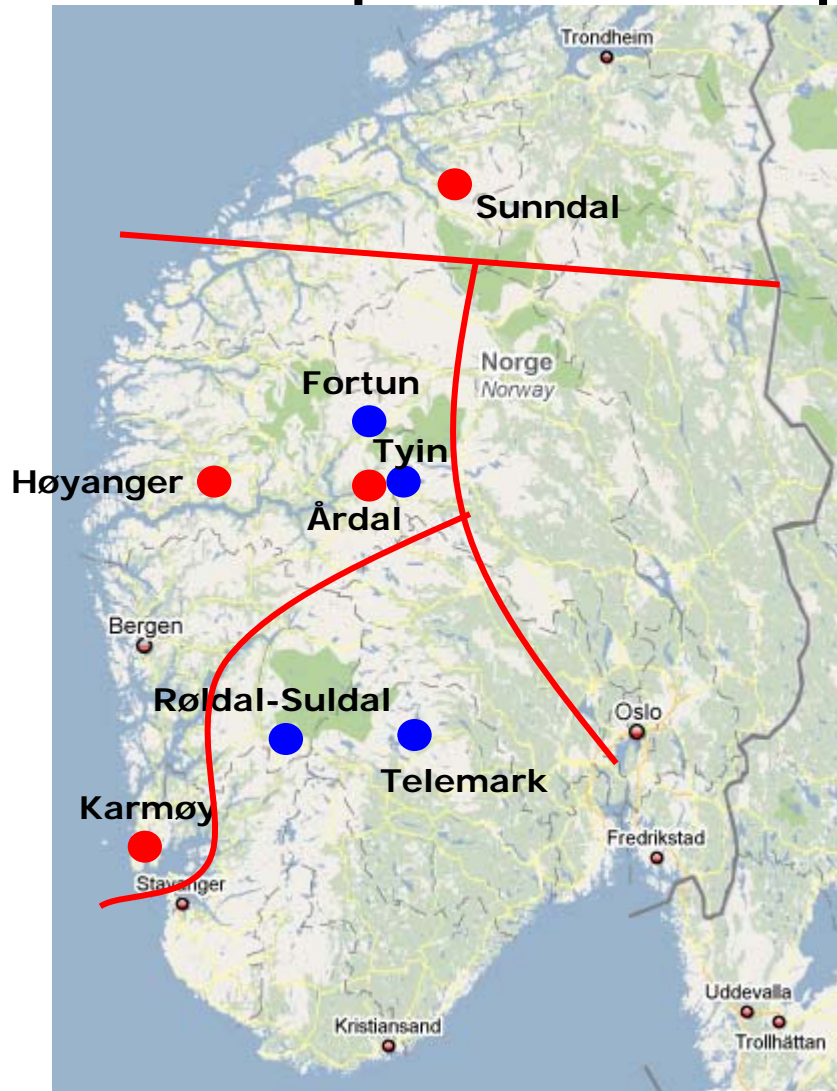 Trondheim
Sunndal
Norge
Norway
Fortun
Tyin
Høyanger
Årdal
Bergen
Røldal-Suldal
Oslo
Telemark
Karmøy
Fredrikstad
Stavanger
Uddevalla
Kristiansand
Trollhättan